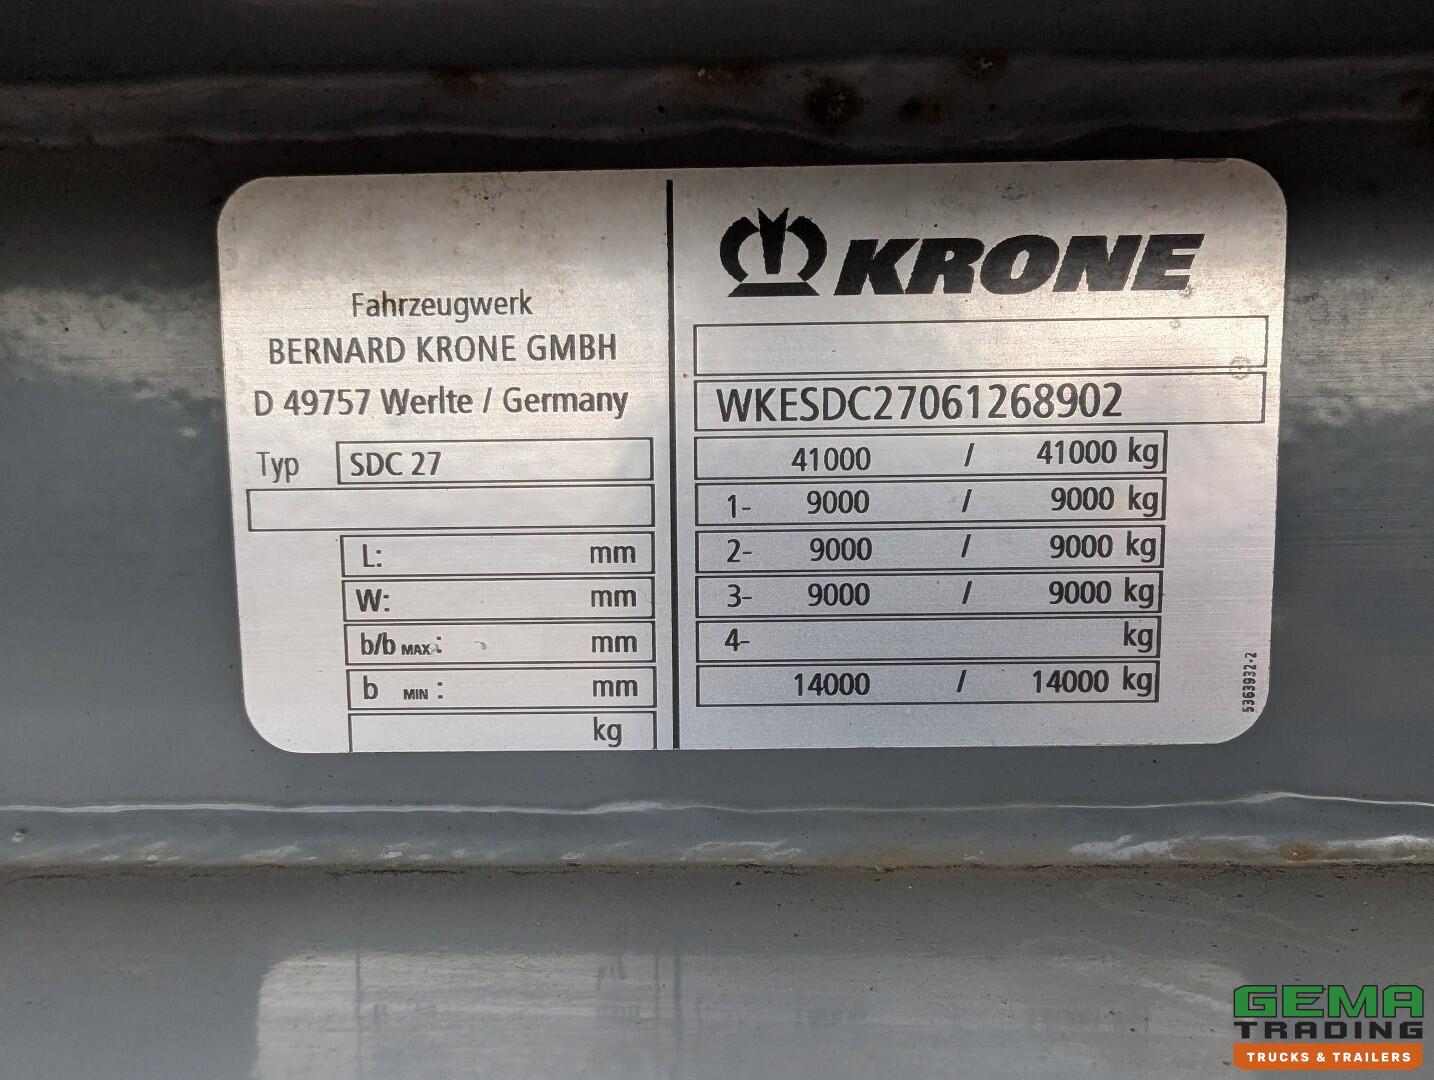 Fahrzeugwerk
BERNARD KRONE GMBH
D 49757 Werlte / Germany
Typ SDC 27
L: mm
W: mm
b/b MAX.: mm
b MIN : mm
kg
KRONE
WKESDC27061268902
41000 / 41000 kg
1- 9000 / 9000 kg
2- 9000 / 9000 kg
3- 9000 / 9000 kg
4- kg
14000 / 14000 kg
5363932-2
GEMA
TRADING
TRUCKS & TRAILERS